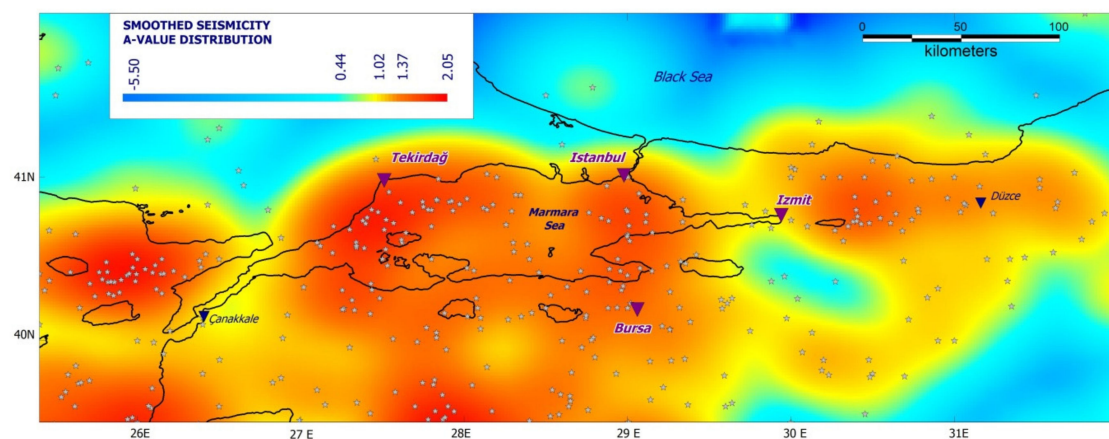 SMOOTHED SEISMICITY
A-VALUE DISTRIBUTION
-5.50
0.44
1.02
1.37
2.05
0 50 100
kilometers
Black Sea
41N
40N
Tekirdağ
Istanbul
Izmit
Düzce
Marmara
Sea
Çanakkale
Bursa
26E
27 E
28E
29 E
30 E
31E